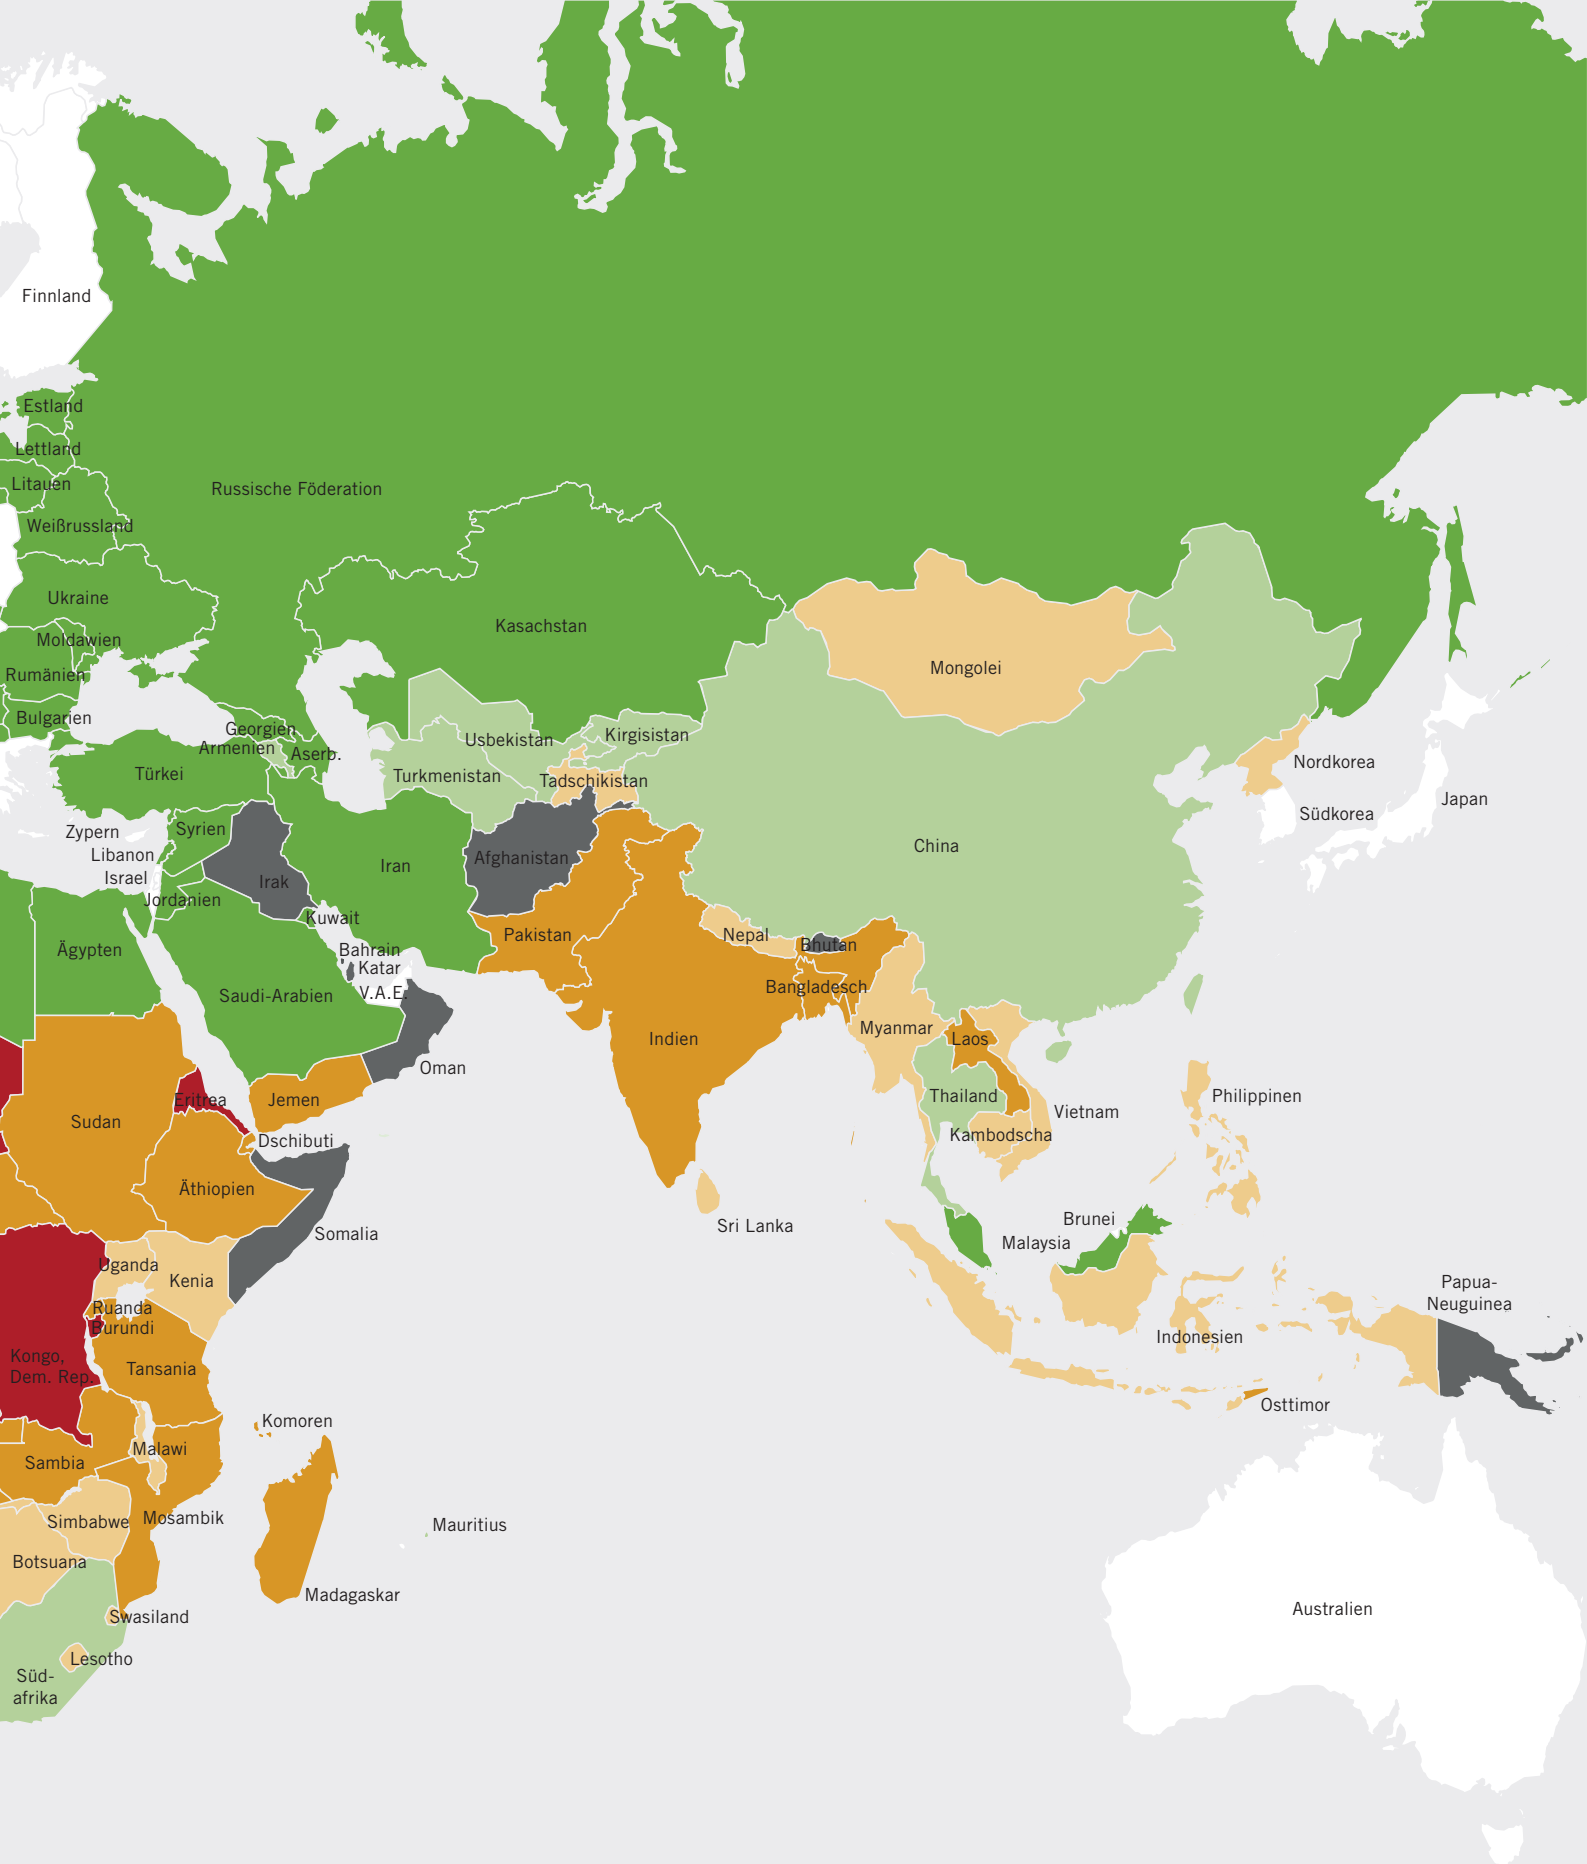 Finnland
Estland
Lettland
Litauen
Russische Föderation
Weißrussland
Ukraine
Kasachstan
Moldawien
Mongolei
Rumänien
Bulgarien
Georgien
Kirgisistan
Usbekistan
Armenien
Aserb.
Nordkorea
Türkei
Turkmenistan
Tadschikistan
Japan
Südkorea
Syrien
Zypern
China
Libanon
Afghanistan
Iran
Israel
Irak
Jordanien
Kuwait
Pakistan
Nepal
Bhutan
Ägypten
Bahrain
Katar
Bangladesch
V.A.E.
Saudi-Arabien
Myanmar
Indien
Laos
Oman
Thailand
Philippinen
Eritrea
Jemen
Vietnam
Sudan
Kambodscha
Dschibuti
Äthiopien
Brunei
Sri Lanka
Somalia
Malaysia
Uganda
Kenia
Papua-
Neuguinea
Ruanda
Burundi
Indonesien
Kongo,
Dem. Rep.
Tansania
Osttimor
Komoren
Malawi
Sambia
Mosambik
Simbabwe
Mauritius
Botsuana
Madagaskar
Australien
Swasiland
Lesotho
Süd-
afrika